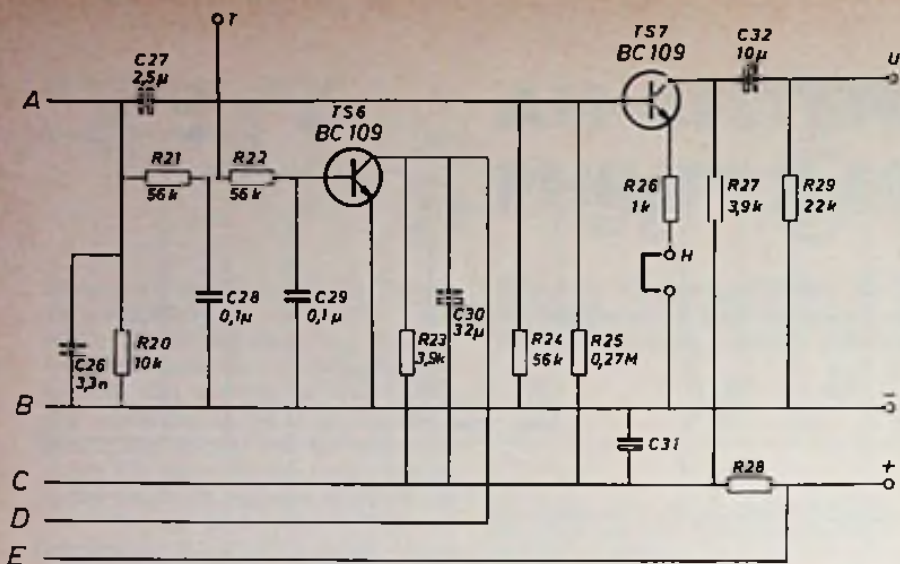 T
C27
2,5µ
A
TS6
BC 109
R21
56k
R22
56k
TS7
BC 109
C32
10µ
U
R26
1k
R27
3,9k
R29
22k
H
C28
0,1µ
C29
0,1µ
C30
32µ
C26
3,3n
R20
10k
R23
3,9k
R24
56k
R25
0,27M
B
-
C31
C
R28
+
D
E